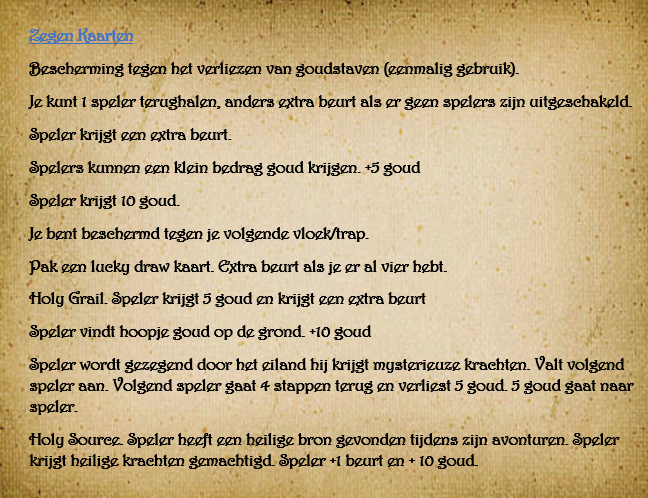 Zegen Kaarten
Bescherming tegen het verliezen van goudstaven (eenmalig gebruik).
Je kunt 1 speler terughalen, anders extra beurt als er geen spelers zijn uitgeschakeld.
Speler krijgt een extra beurt.
Spelers kunnen een klein bedrag goud krijgen. +5 goud
Speler krijgt 10 goud.
Je bent beschermd tegen je volgende vloek/trap.
Pak een lucky draw kaart. Extra beurt als je er al vier hebt.
Holy Grail. Speler krijgt 5 goud en krijgt een extra beurt
Speler vindt hoopje goud op de grond. +10 goud
Speler wordt gezegend door het eiland hij krijgt mysterieuze krachten. Valt volgend
speler aan. Volgend speler gaat 4 stappen terug en verliest 5 goud. 5 goud gaat naar
speler.
Holy Source. Speler heeft een heilige bron gevonden tijdens zijn avonturen. Speler
krijgt heilige krachten gemachtigd. Speler +1 beurt en + 10 goud.